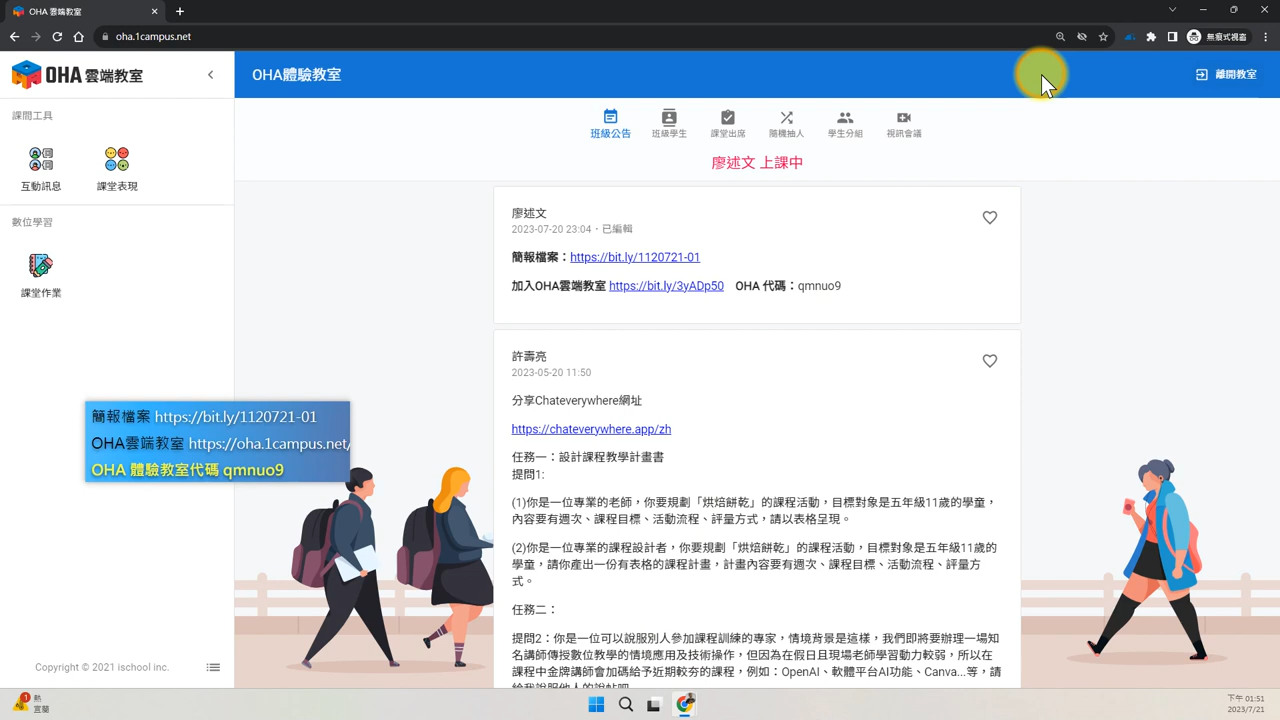 OHA 雲端教室
oha.1campus.net
無痕式視窗
OHA 雲端教室
OHA體驗教室
離開教室
課間工具
互動訊息
課堂表現
數位學習
課堂作業
班級公告
班級學生
課堂出席
隨機抽人
學生分組
視訊會議
廖述文 上課中
廖述文
2023-07-20 23:04・已編輯
簡報檔案：https://bit.ly/1120721-01
加入OHA雲端教室 https://bit.ly/3yADp50 OHA 代碼：qmnuo9
許壽亮
2023-05-20 11:50
分享Chateverywhere網址
https://chateverywhere.app/zh
任務一：設計課程教學計畫書
提問1:
(1)你是一位專業的老師，你要規劃「烘焙餅乾」的課程活動，目標對象是五年級11歲的學童，
內容要有週次、課程目標、活動流程、評量方式，請以表格呈現。
(2)你是一位專業的課程設計者，你要規劃「烘焙餅乾」的課程活動，目標對象是五年級11歲的
學童，請你產出一份有表格的課程計畫，計畫內容要有週次、課程目標、活動流程、評量方
式。
任務二：
提問2：你是一位可以說服別人參加課程訓練的專家，情境背景是這樣，我們即將要辦理一場知
名講師傳授數位教學的情境應用及技術操作，但因為在假日且現場老師學習動力較弱，所以在
課程中金牌講師會加碼給予近期較夯的課程，例如：OpenAI、軟體平台AI功能、Canva...等，請
給我說服他人的說帖吧
簡報檔案 https://bit.ly/1120721-01
OHA雲端教室 https://oha.1campus.net/
OHA 體驗教室代碼 qmnuo9
Copyright © 2021 ischool inc.
1
熱
宜蘭
下午 01:51
2023/7/21